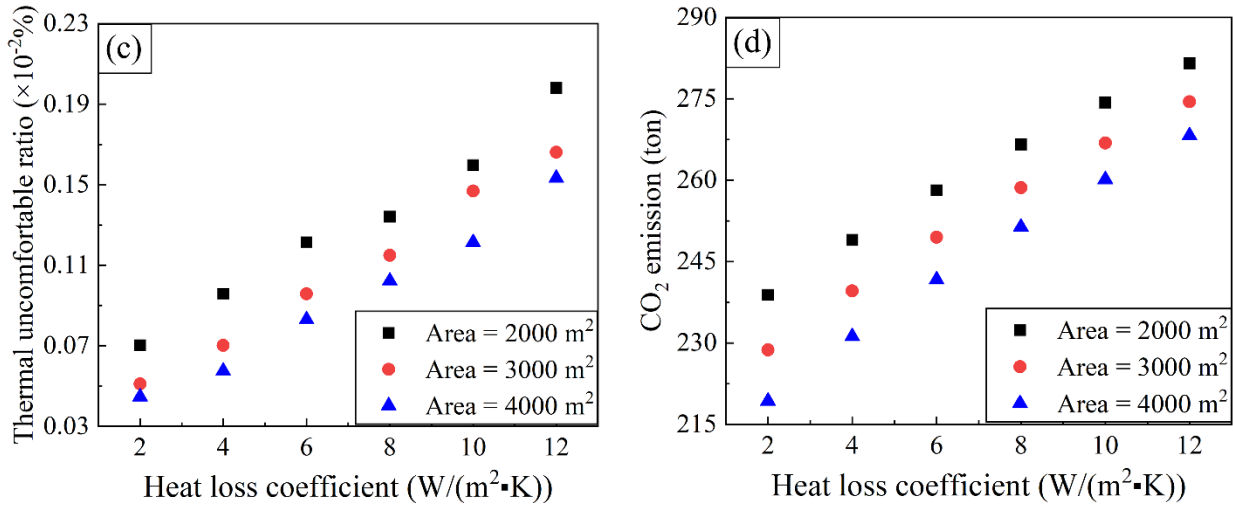 (c)
Thermal uncomfortable ratio (×10⁻²%)
0.23
0.19
0.15
0.11
0.07
0.03
Area = 2000 m²
Area = 3000 m²
Area = 4000 m²
2 4 6 8 10 12
Heat loss coefficient (W/(m²▪K))
(d)
CO₂ emission (ton)
290
275
260
245
230
215
Area = 2000 m²
Area = 3000 m²
Area = 4000 m²
2 4 6 8 10 12
Heat loss coefficient (W/(m²▪K))